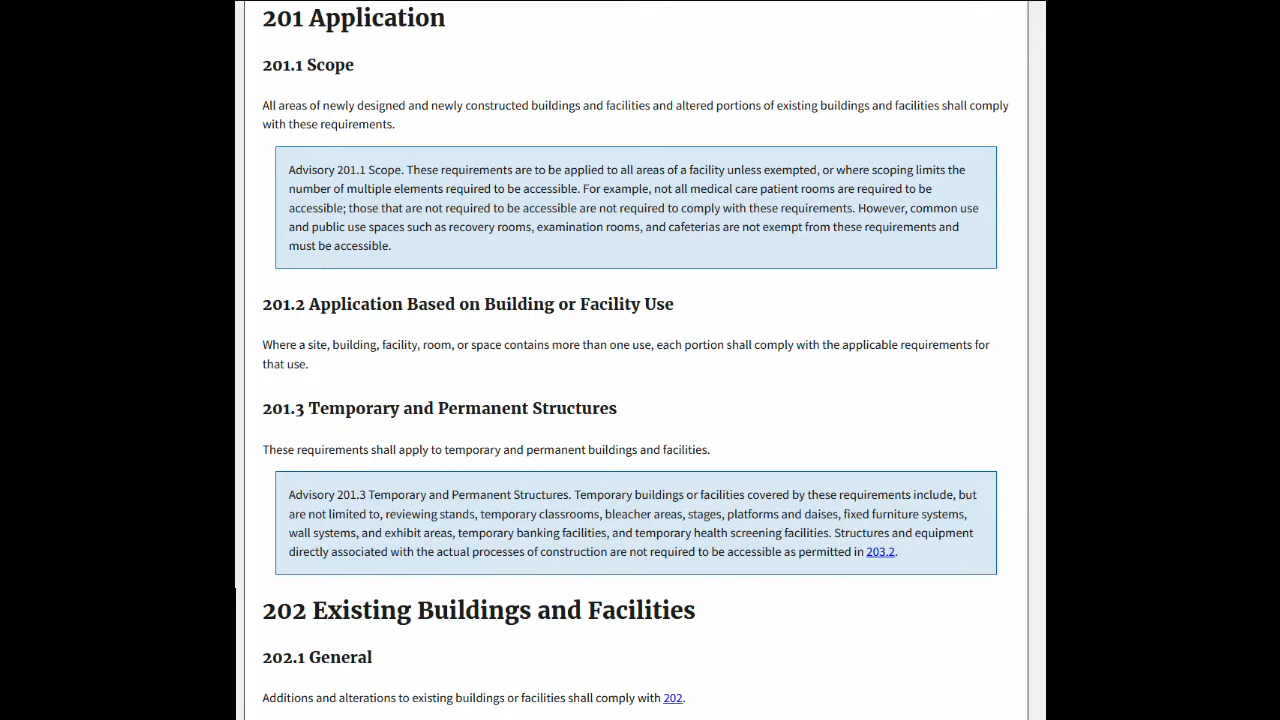 201 Application
201.1 Scope
All areas of newly designed and newly constructed buildings and facilities and altered portions of existing buildings and facilities shall comply
with these requirements.
Advisory 201.1 Scope. These requirements are to be applied to all areas of a facility unless exempted, or where scoping limits the
number of multiple elements required to be accessible. For example, not all medical care patient rooms are required to be
accessible; those that are not required to be accessible are not required to comply with these requirements. However, common use
and public use spaces such as recovery rooms, examination rooms, and cafeterias are not exempt from these requirements and
must be accessible.
201.2 Application Based on Building or Facility Use
Where a site, building, facility, room, or space contains more than one use, each portion shall comply with the applicable requirements for
that use.
201.3 Temporary and Permanent Structures
These requirements shall apply to temporary and permanent buildings and facilities.
Advisory 201.3 Temporary and Permanent Structures. Temporary buildings or facilities covered by these requirements include, but
are not limited to, reviewing stands, temporary classrooms, bleacher areas, stages, platforms and daises, fixed furniture systems,
wall systems, and exhibit areas, temporary banking facilities, and temporary health screening facilities. Structures and equipment
directly associated with the actual processes of construction are not required to be accessible as permitted in 203.2.
202 Existing Buildings and Facilities
202.1 General
Additions and alterations to existing buildings or facilities shall comply with 202.